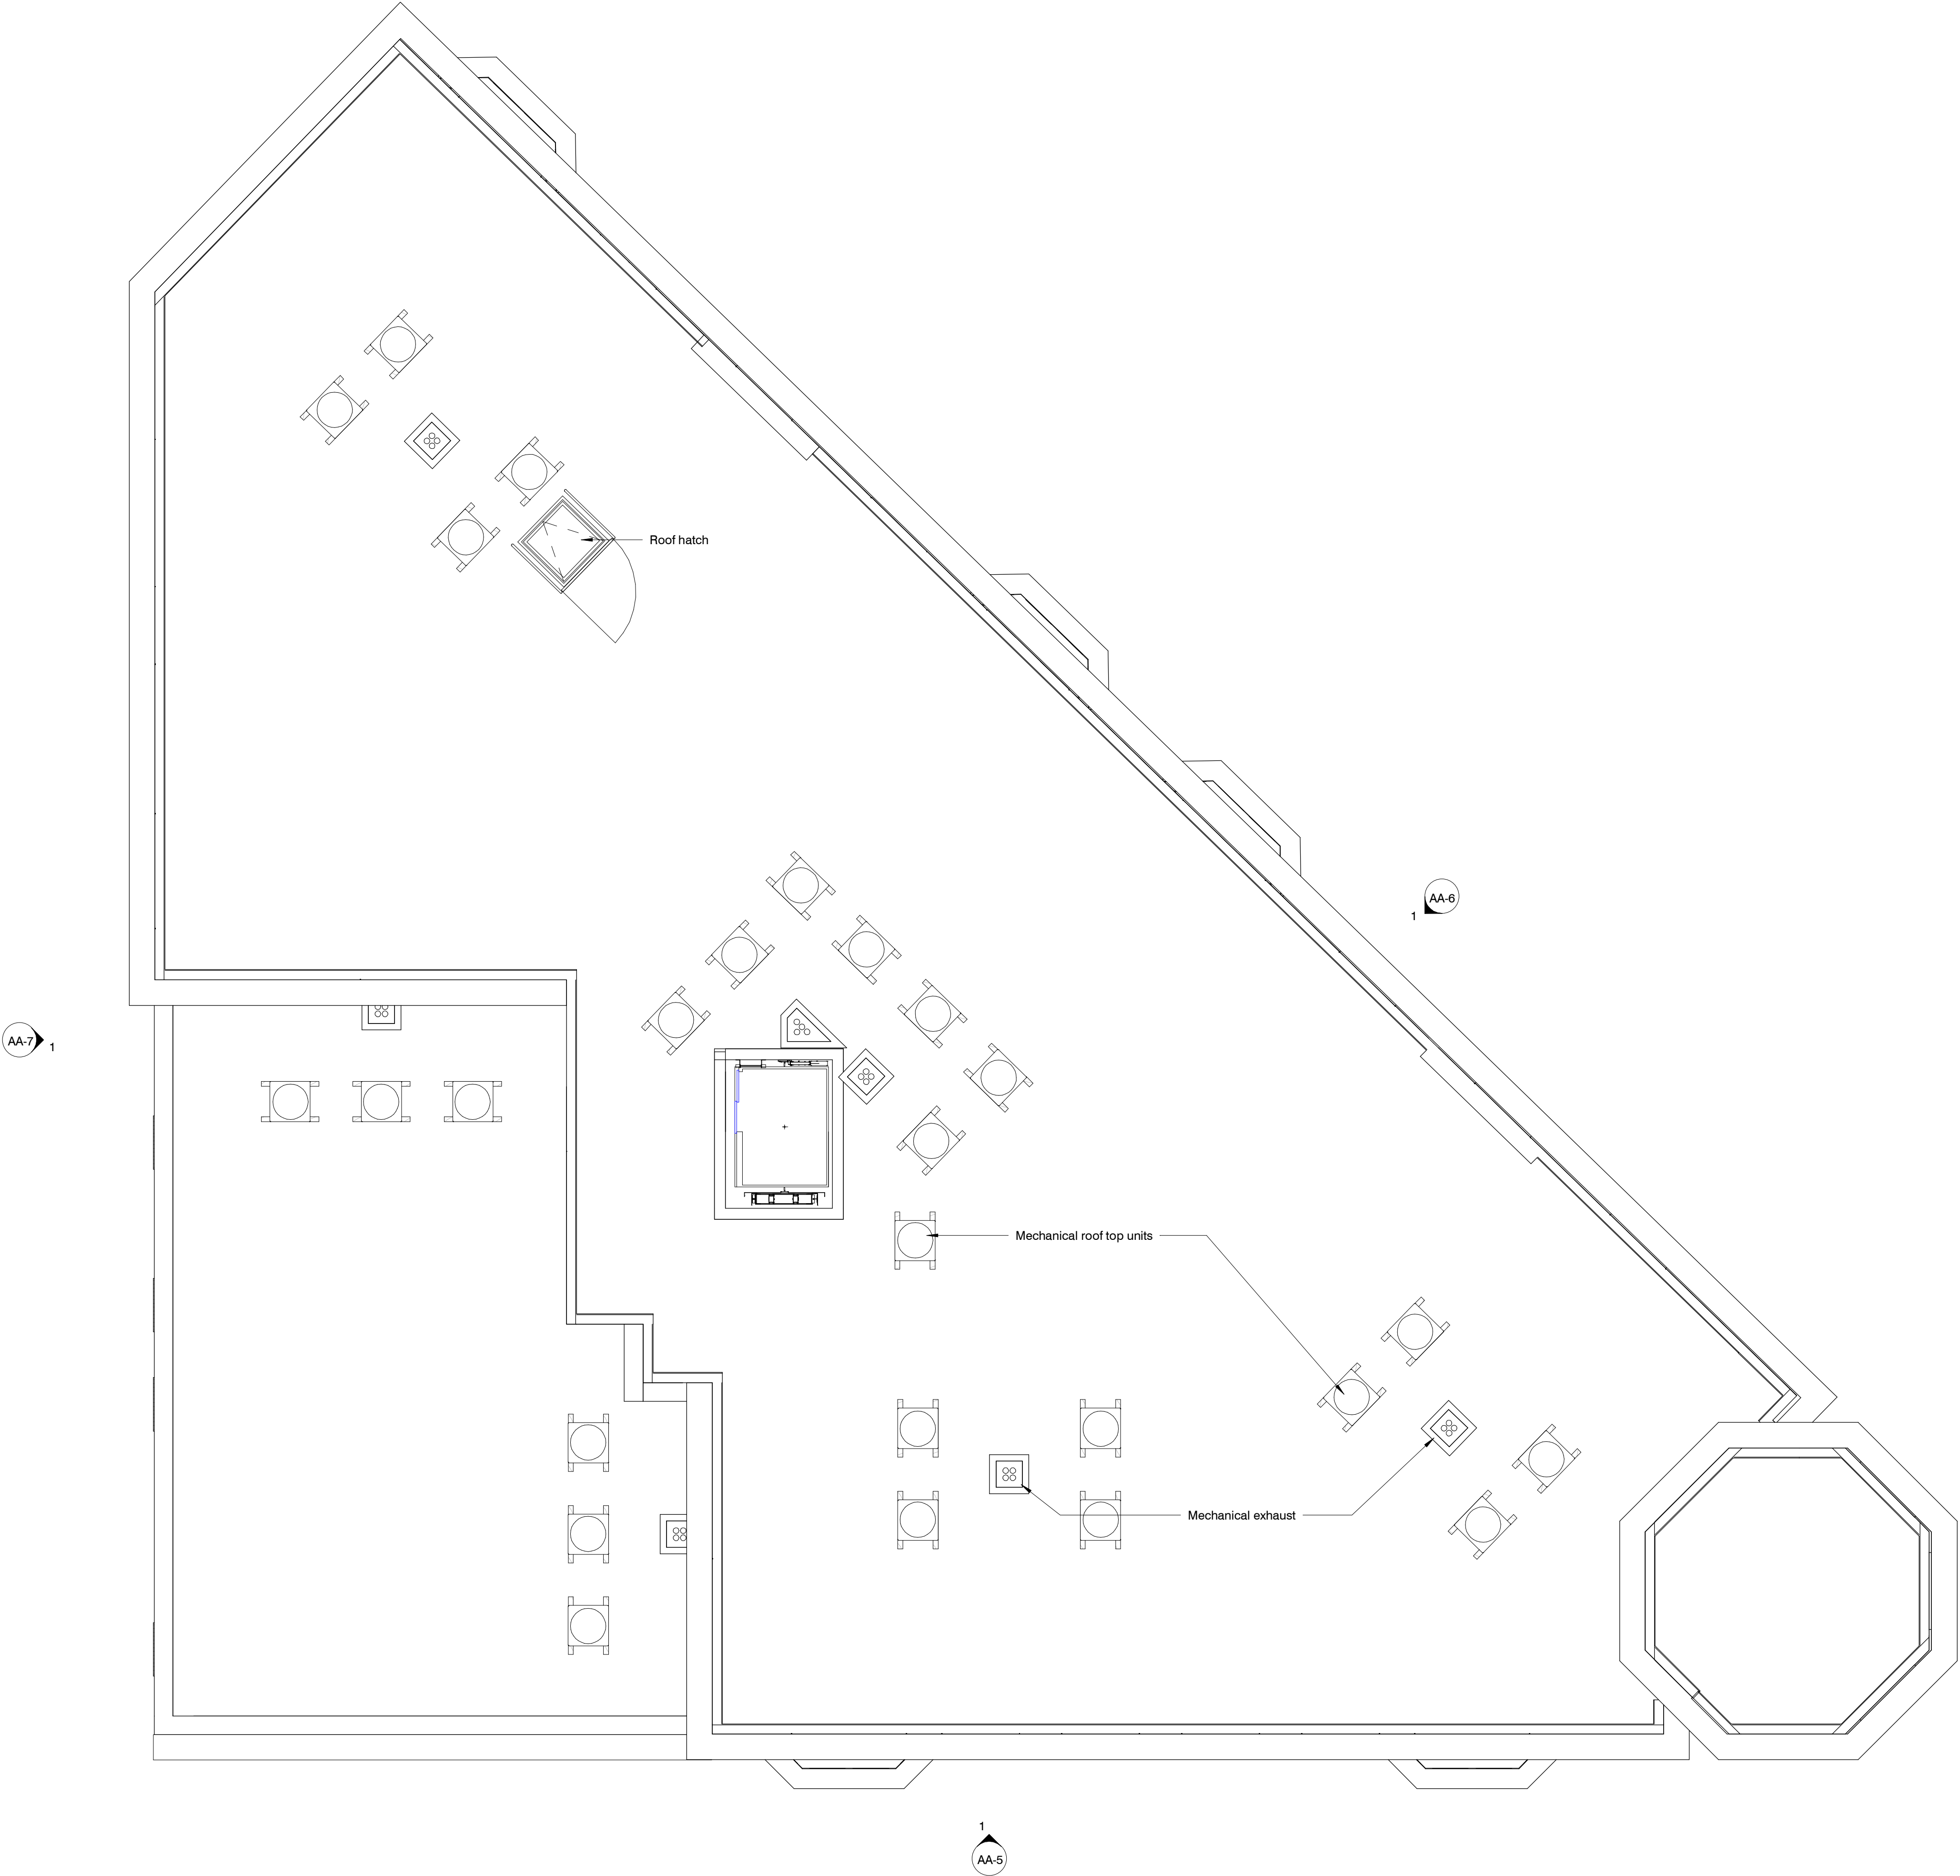 Roof hatch
AA-6
1
AA-7
1
Mechanical roof top units
Mechanical exhaust
1
AA-5